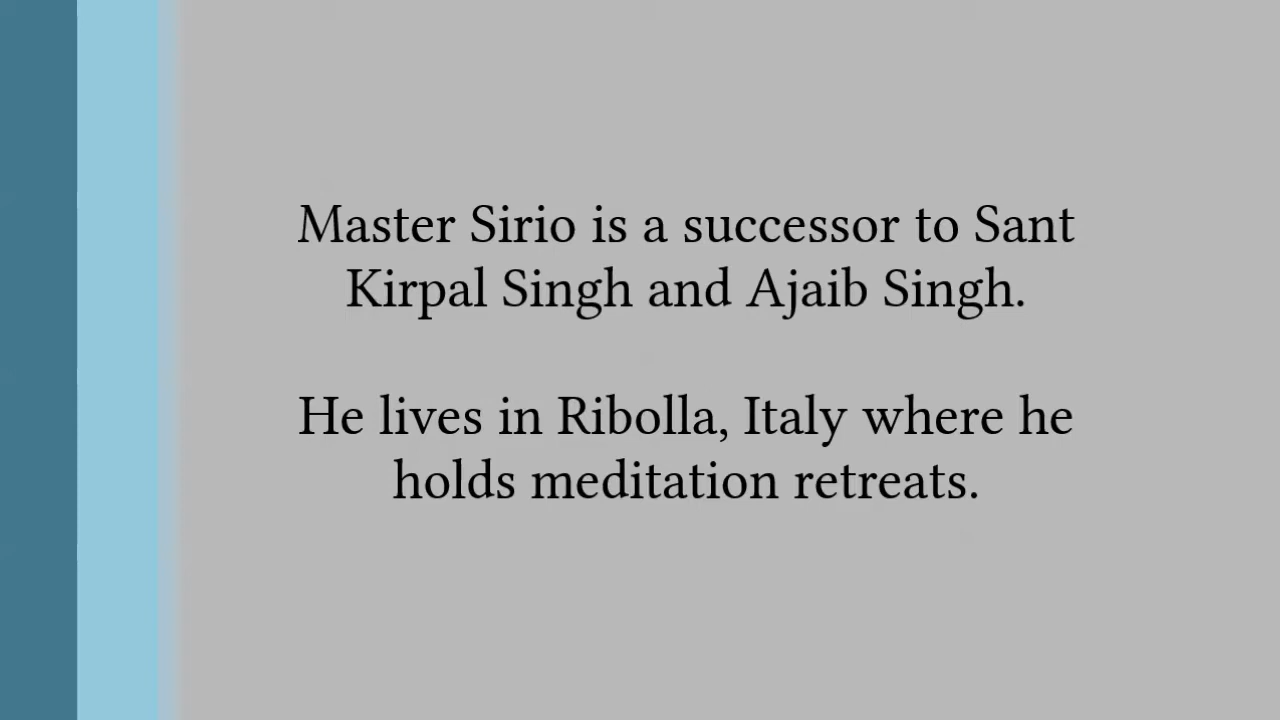 Master Sirio is a successor to Sant
Kirpal Singh and Ajaib Singh.
He lives in Ribolla, Italy where he
holds meditation retreats.